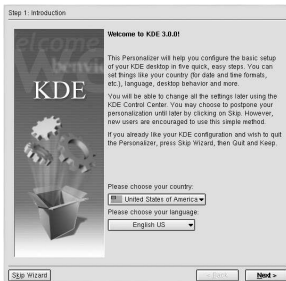 Step 1: Introduction
Welcome to KDE 3.0.0!
KDE
This Personalizer will help you configure the basic setup
of your KDE desktop in five quick, easy steps. You can
set things like your country (for date and time formats,
etc.), language, desktop behavior and more.
You will be able to change all the settings later using the
KDE Control Center. You may choose to postpone your
personalization until later by clicking on Skip. However,
new users are encouraged to use this simple method.
If you already like your KDE configuration and wish to quit
the Personalizer, press Skip Wizard, then Quit and Keep.
Please choose your country:
United States of America
Please choose your language:
English US
Skip Wizard
< Back
Next >